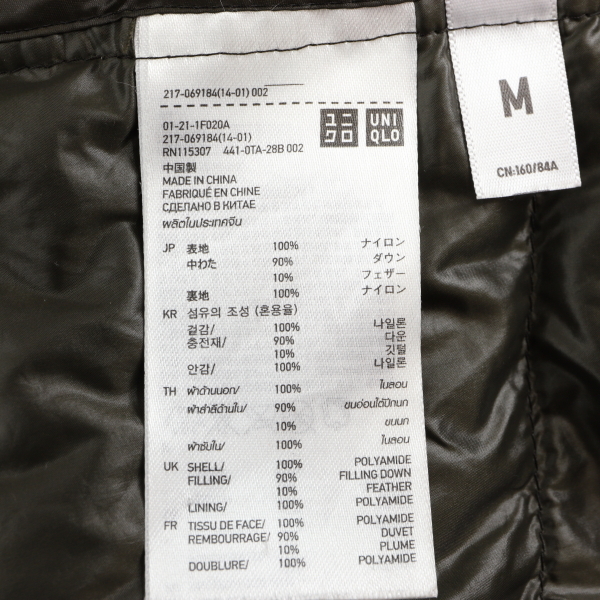 217-069184(14-01) 002
01-21-1F020A
217-069184(14-01)
RN115307 441-0TA-28B 002
ユニ
クロ
UNI
QLO
中国製
MADE IN CHINA
FABRIQUÉ EN CHINE
СДЕЛАНО В КИТАЕ
ผลิตในประเทศจีน
JP 表地 100% ナイロン
中わた 90% ダウン
10% フェザー
裏地 100% ナイロン
KR 섬유의 조성 (혼용율)
겉감/ 100% 나일론
충전재/ 90% 다운
10% 깃털
안감/ 100% 나일론
TH ผ้าด้านนอก/ 100% ไนลอน
ผ้าสำลีด้านใน/ 90% ขนอ่อนใต้ปีกนก
10% ขนนก
ผ้าซับใน/ 100% ไนลอน
UK SHELL/ 100% POLYAMIDE
FILLING/ 90% FILLING DOWN
10% FEATHER
LINING/ 100% POLYAMIDE
FR TISSU DE FACE/ 100% POLYAMIDE
REMBOURRAGE/ 90% DUVET
10% PLUME
DOUBLURE/ 100% POLYAMIDE
M
CN:160/84A